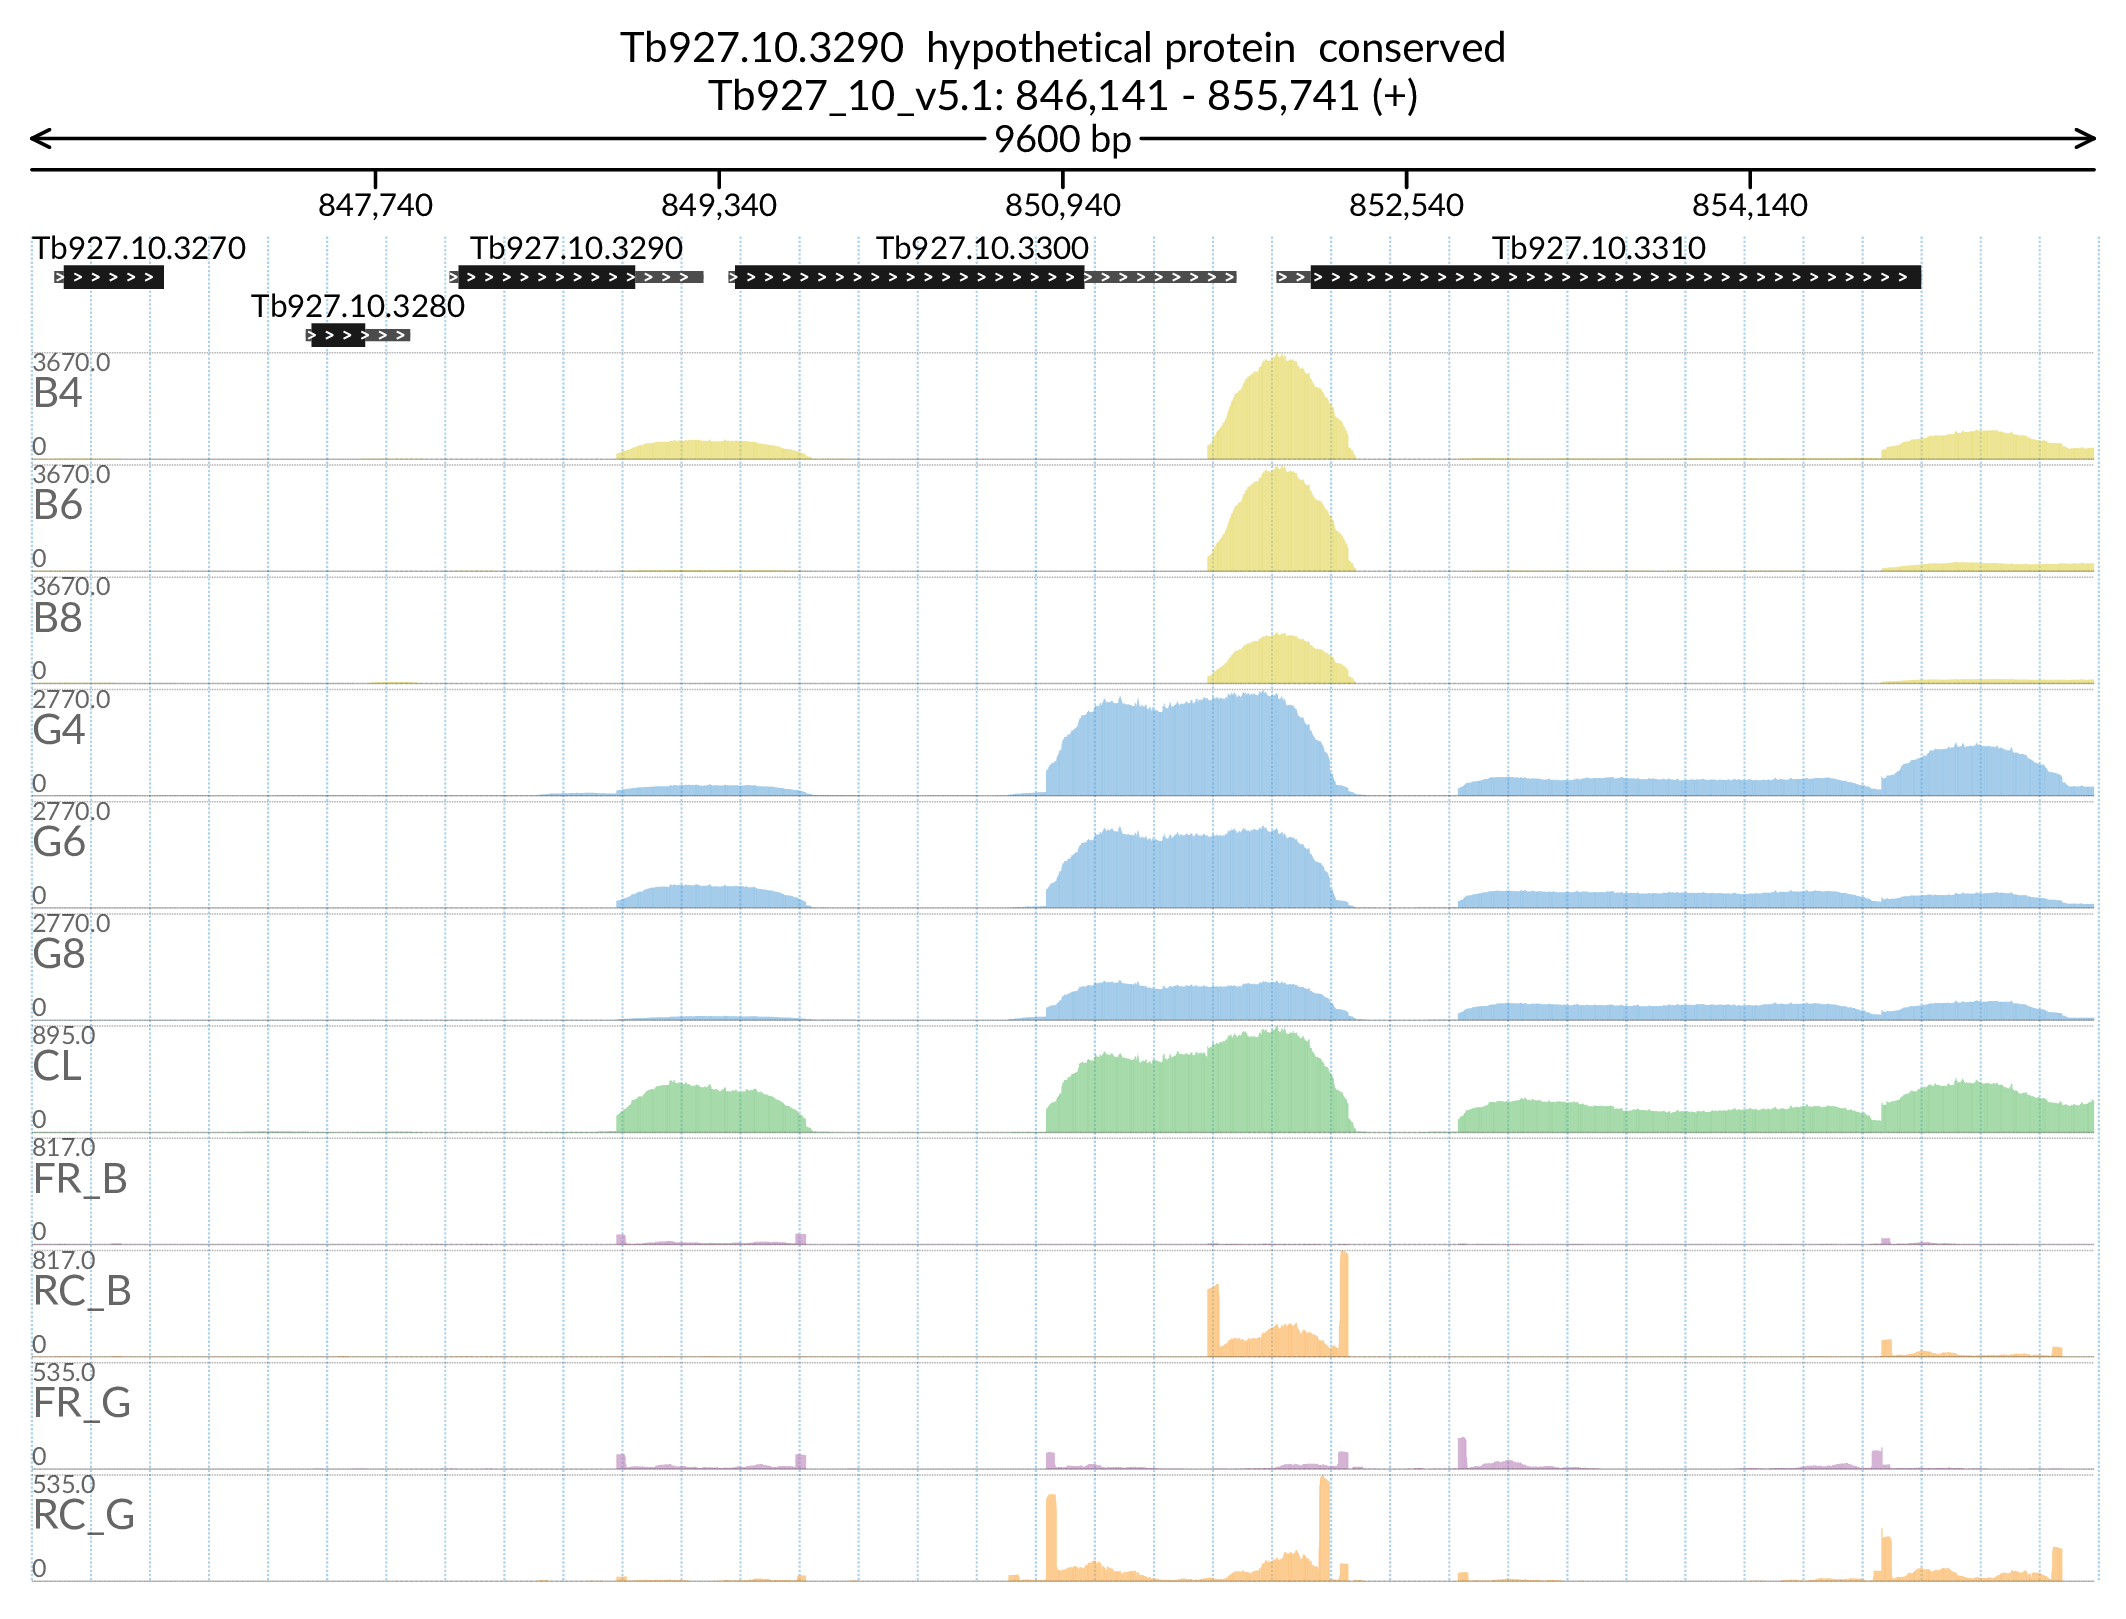 Tb927.10.3290  hypothetical protein  conserved
Tb927_10_v5.1: 846,141 - 855,741 (+)
9600 bp
847,740 849,340 850,940 852,540 854,140
Tb927.10.3270 Tb927.10.3290 Tb927.10.3300 Tb927.10.3310
Tb927.10.3280
3670.0
B4
0
3670.0
B6
0
3670.0
B8
0
2770.0
G4
0
2770.0
G6
0
2770.0
G8
0
895.0
CL
0
817.0
FR_B
0
817.0
RC_B
0
535.0
FR_G
0
535.0
RC_G
0